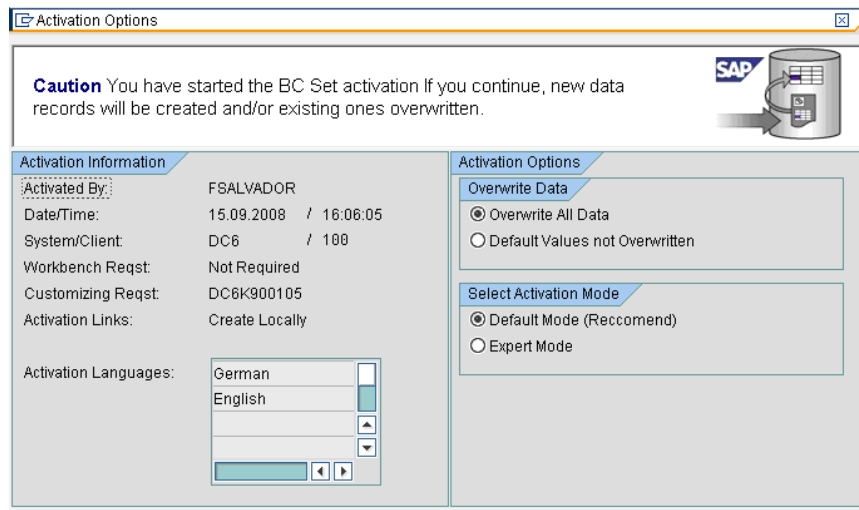 Activation Options
Caution You have started the BC Set activation If you continue, new data
records will be created and/or existing ones overwritten.
SAP
Activation Information
Activated By: FSALVADOR
Date/Time: 15.09.2008 / 16:06:05
System/Client: DC6 / 100
Workbench Reqst: Not Required
Customizing Reqst: DC6K900105
Activation Links: Create Locally
Activation Languages: German
English
Activation Options
Overwrite Data
Overwrite All Data
Default Values not Overwritten
Select Activation Mode
Default Mode (Reccomend)
Expert Mode